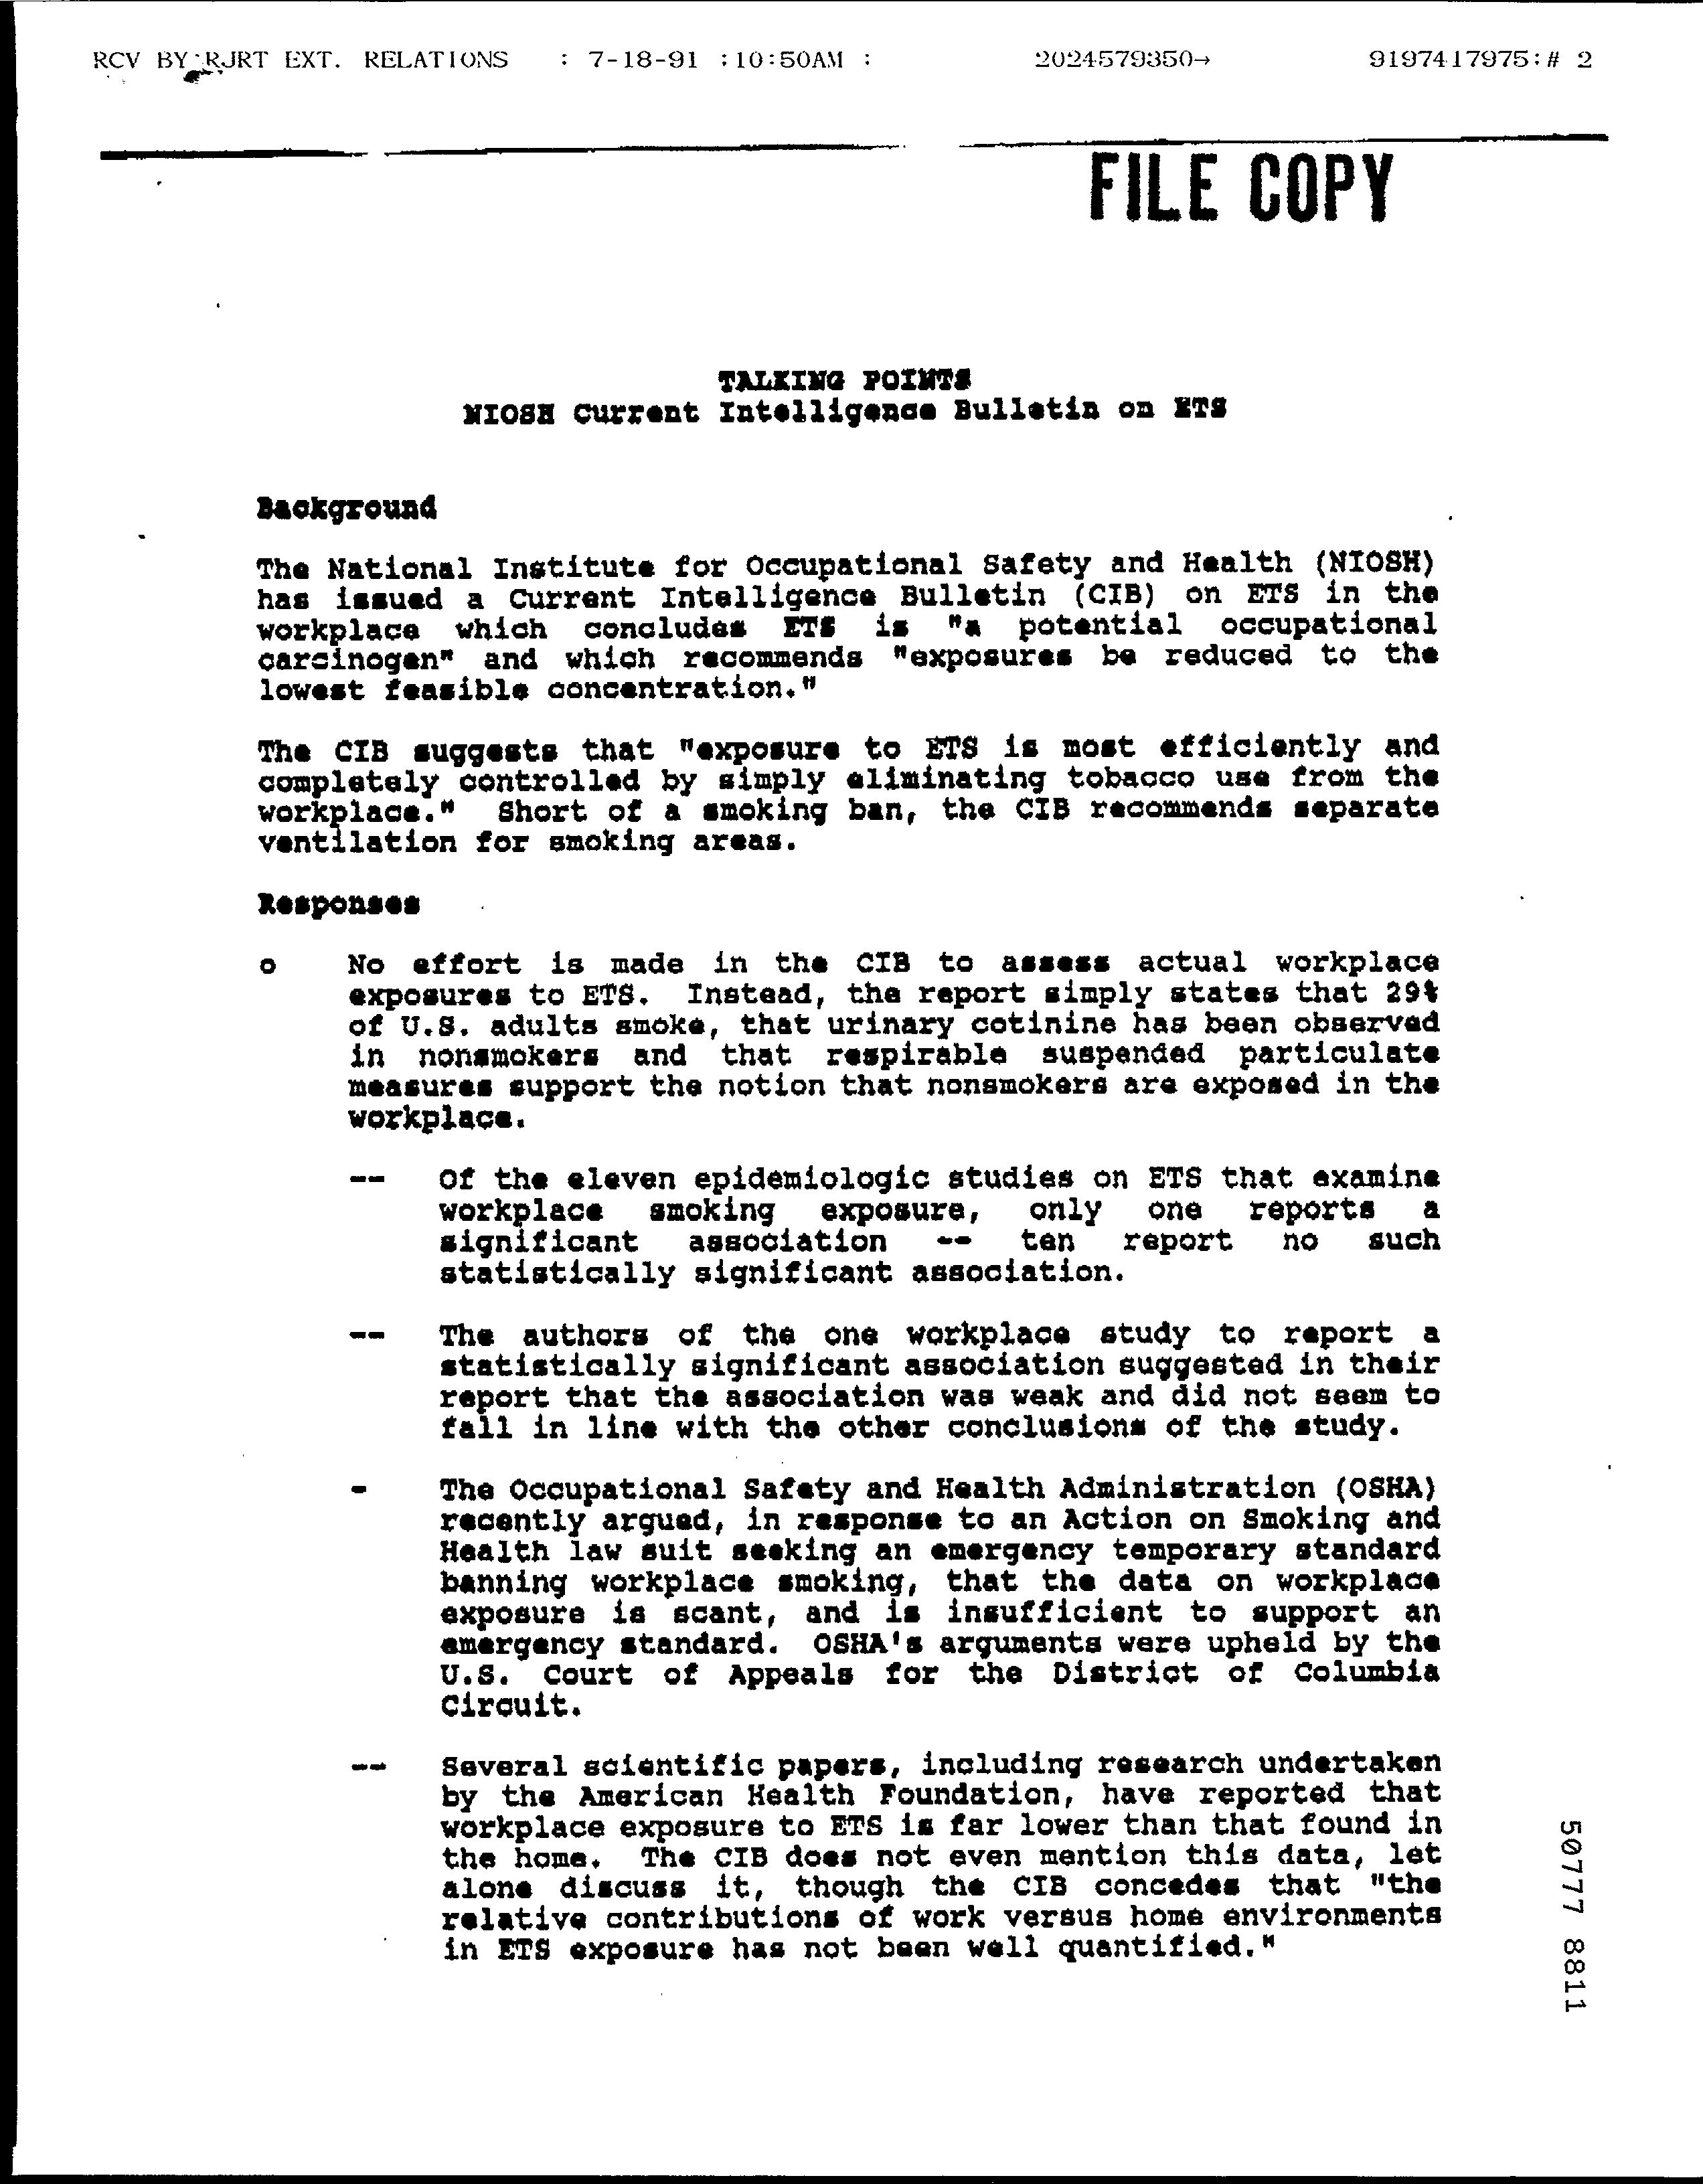 RCV BY:RJRT EXT. RELATIONS : 7-18-91 :10:50AM : 2024579350→ 9197417975:# 2
FILE COPY
TALKING POINTS
NIOSH Current Intelligence Bulletin on ETS
Background
The National Institute for Occupational Safety and Health (NIOSH)
has issued a Current Intelligence Bulletin (CIB) on ETS in the
workplace which concludes ETS is "a potential occupational
carcinogen" and which recommends "exposures be reduced to the
lowest feasible concentration."
The CIB suggests that "exposure to ETS is most efficiently and
completely controlled by simply eliminating tobacco use from the
workplace." Short of a smoking ban, the CIB recommends separate
ventilation for smoking areas.
Responses
o No effort is made in the CIB to assess actual workplace
exposures to ETS. Instead, the report simply states that 29%
of U.S. adults smoke, that urinary cotinine has been observed
in nonsmokers and that respirable suspended particulate
measures support the notion that nonsmokers are exposed in the
workplace.
-- Of the eleven epidemiologic studies on ETS that examine
workplace smoking exposure, only one reports a
significant association -- ten report no such
statistically significant association.
-- The authors of the one workplace study to report a
statistically significant association suggested in their
report that the association was weak and did not seem to
fall in line with the other conclusions of the study.
- The Occupational Safety and Health Administration (OSHA)
recently argued, in response to an Action on Smoking and
Health law suit seeking an emergency temporary standard
banning workplace smoking, that the data on workplace
exposure is scant, and is insufficient to support an
emergency standard. OSHA's arguments were upheld by the
U.S. Court of Appeals for the District of Columbia
Circuit.
-- Several scientific papers, including research undertaken
by the American Health Foundation, have reported that
workplace exposure to ETS is far lower than that found in
the home. The CIB does not even mention this data, let
alone discuss it, though the CIB concedes that "the
relative contributions of work versus home environments
in ETS exposure has not been well quantified."
50777 8811